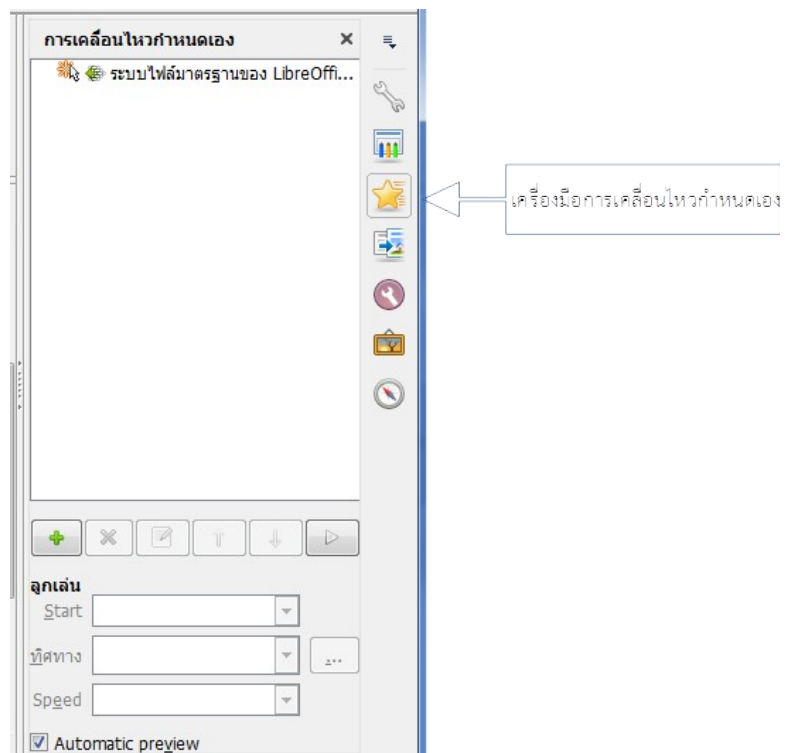 การเคลื่อนไหวกำหนดเอง
ระบบไฟล์มาตรฐานของ LibreOffi...
เครื่องมือการเคลื่อนไหวกำหนดเอง
ลูกเล่น
Start
ทิศทาง
...
Speed
Automatic preview